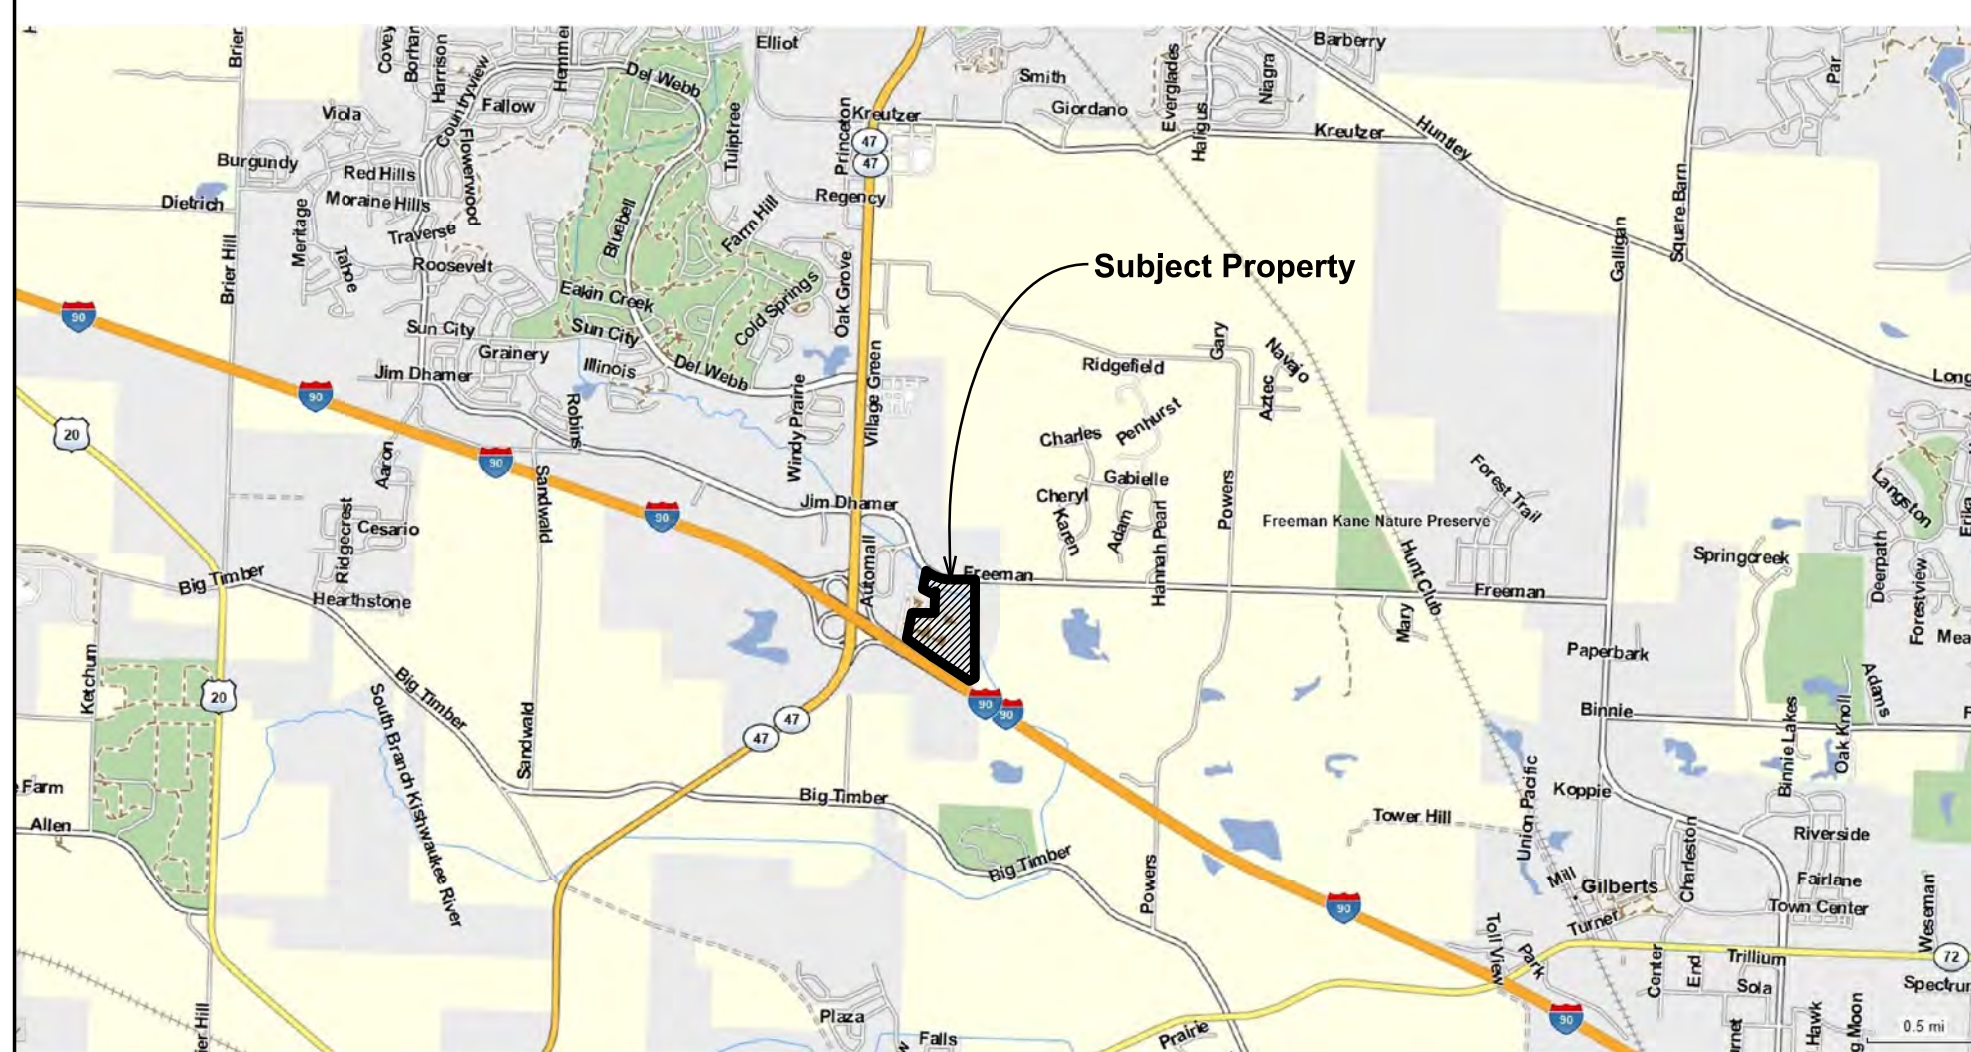 Covey
Borhan
Harrison
Brier
Hemmer
Elliot
Barberry
Del Webb
Smith
Everglades
Niagra
Par
Countryview
Fallow
Giordano
Viola
Kreutzer
Princeton
Tuliptree
Haligus
Kreutzer
Huntley
47
47
Burgundy
Red Hills
Flowerwood
Moraine Hills
Dietrich
Regency
Square Barn
Meritage
Traverse
Bluebell
Farm Hill
Galligan
Tahoe
Roosevelt
Brier Hill
Subject Property
Eakin Creek
Cold Springs
Oak Grove
90
Sun City
Sun City
Grainery
Illinois
Del Webb
Jim Dhamer
Gary
Navajo
Ridgefield
Aztec
Long
90
Village Green
Windy Prairie
Robins
20
Charles
Penhurst
Aaron
90
Sandwald
Gabielle
Cheryl
Karen
Adam
Hannah Pearl
Powers
Forest Trail
Langston
Erika
Jim Dhamer
90
Freeman Kane Nature Preserve
Ridgecrest
Cesario
Hunt Club
Springcreek
Deerpath
Automall
Freeman
Freeman
Big Timber
Hearthstone
Mary
Forestview
Mea
Paperbark
Ketchum
20
Big Timber
South Branch Kishwaukee River
90
90
47
47
Binnie
Adams
Binnie Lakes
Oak Knoll
Sandwald
Farm
Big Timber
Koppie
Union Pacific
Allen
Tower Hill
Charleston
Riverside
Big Timber
Powers
Mill
Gilberts
Fairlane
Town Center
Weseman
90
Turner
Toll View
Park
Center
End
Trillium
72
Sola
Spectrum
Plaza
Falls
Prairie
90
Hawk
Moon
0.5 mi